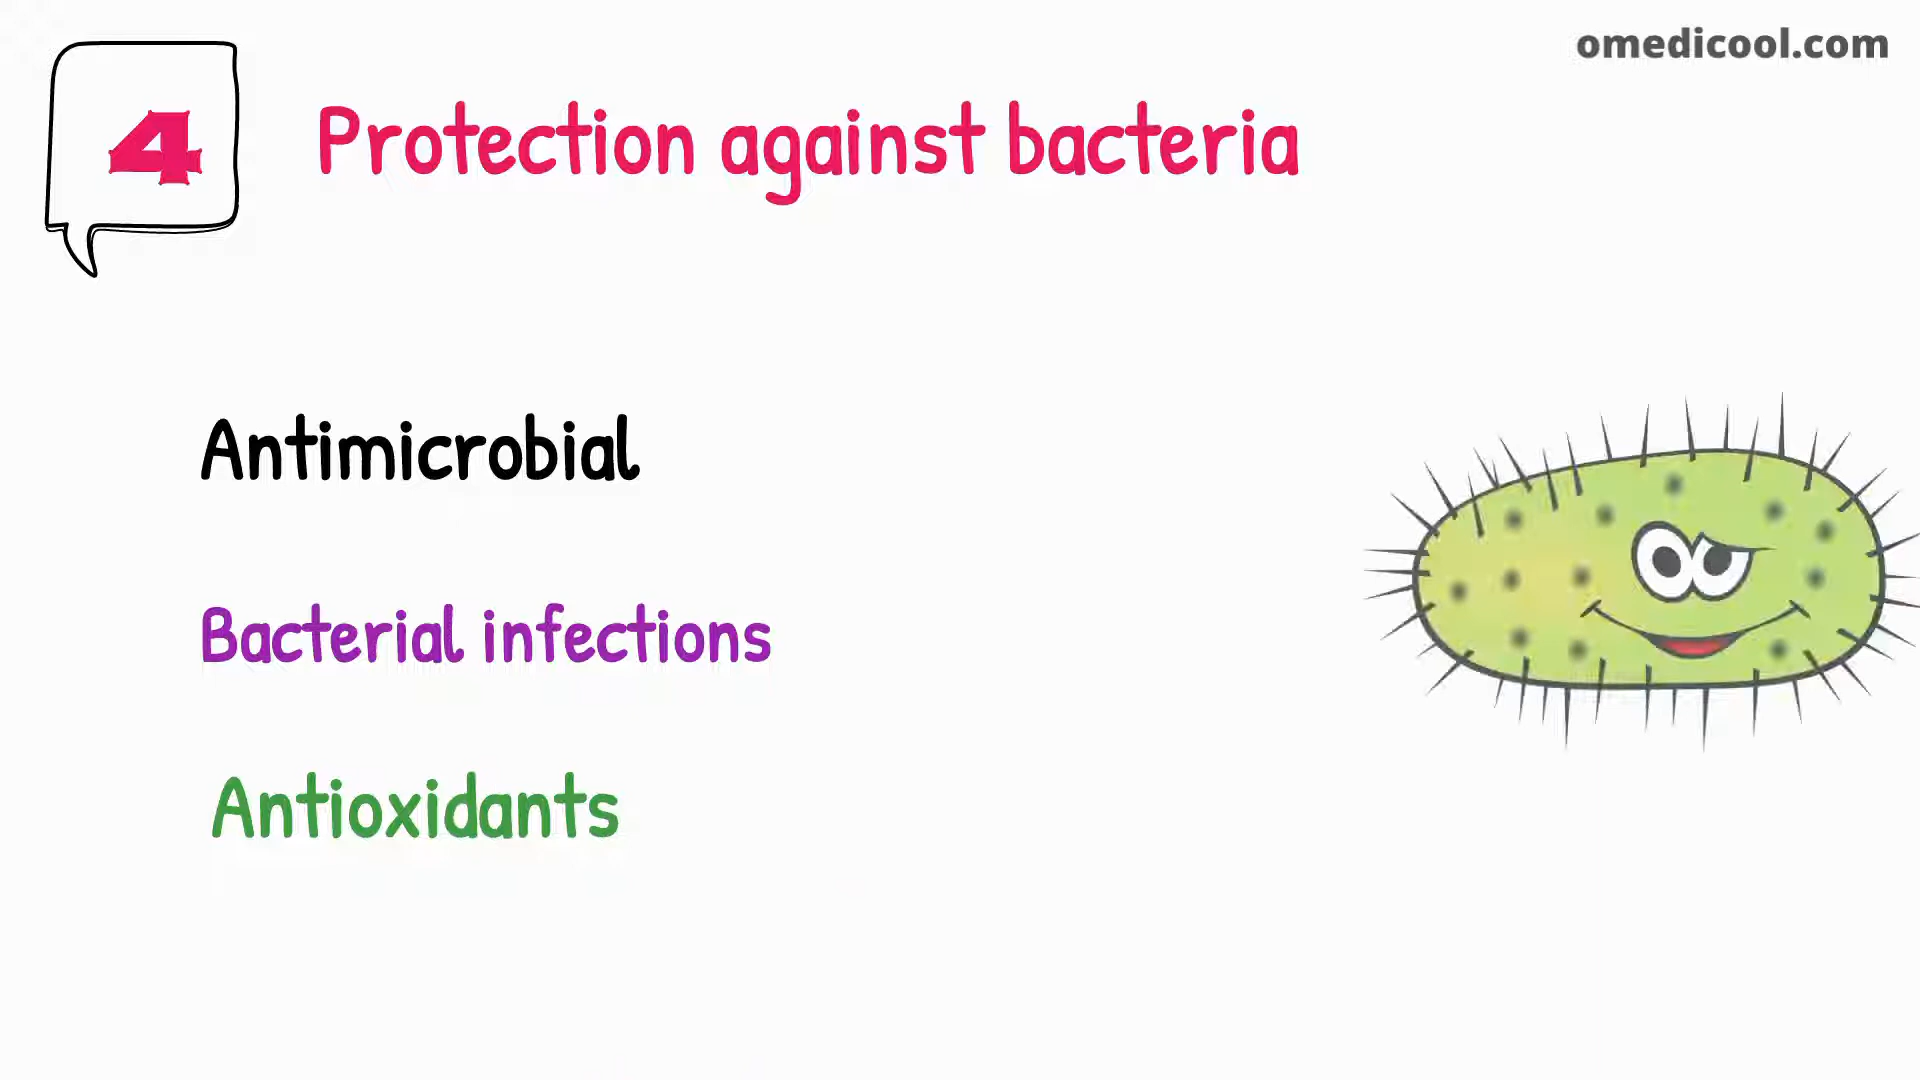 omedicool.com
4
Protection against bacteria
Antimicrobial
Bacterial infections
Antioxidants